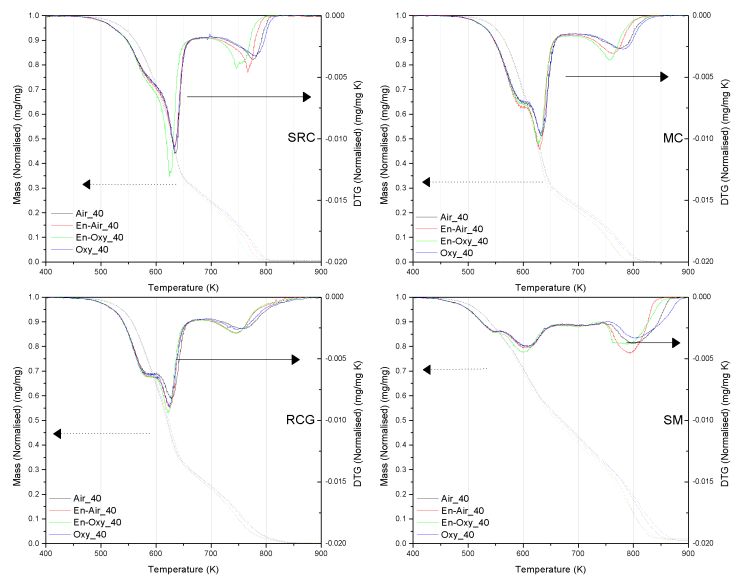 1.0
0.9
0.8
0.7
0.6
0.5
0.4
0.3
0.2
0.1
0.0
Mass (Normalised) (mg/mg)
SRC
Air_40
En-Air_40
En-Oxy_40
Oxy_40
400 500 600 700 800 900
Temperature (K)
0.000
-0.005
-0.010
-0.015
-0.020
DTG (Normalised) (mg/mg K)
1.0
0.9
0.8
0.7
0.6
0.5
0.4
0.3
0.2
0.1
0.0
Mass (Normalised) (mg/mg)
MC
Air_40
En-Air_40
En-Oxy_40
Oxy_40
400 500 600 700 800 900
Temperature (K)
0.000
-0.005
-0.010
-0.015
-0.020
DTG (Normalised) (mg/mg K)
1.0
0.9
0.8
0.7
0.6
0.5
0.4
0.3
0.2
0.1
0.0
Mass (Normalised) (mg/mg)
RCG
Air_40
En-Air_40
En-Oxy_40
Oxy_40
400 500 600 700 800 900
Temperature (K)
0.000
-0.005
-0.010
-0.015
-0.020
DTG (Normalised) (mg/mg K)
1.0
0.9
0.8
0.7
0.6
0.5
0.4
0.3
0.2
0.1
0.0
Mass (Normalised) (mg/mg)
SM
Air_40
En-Air_40
En-Oxy_40
Oxy_40
400 500 600 700 800 900
Temperature (K)
0.000
-0.005
-0.010
-0.015
-0.020
DTG (Normalised) (mg/mg K)